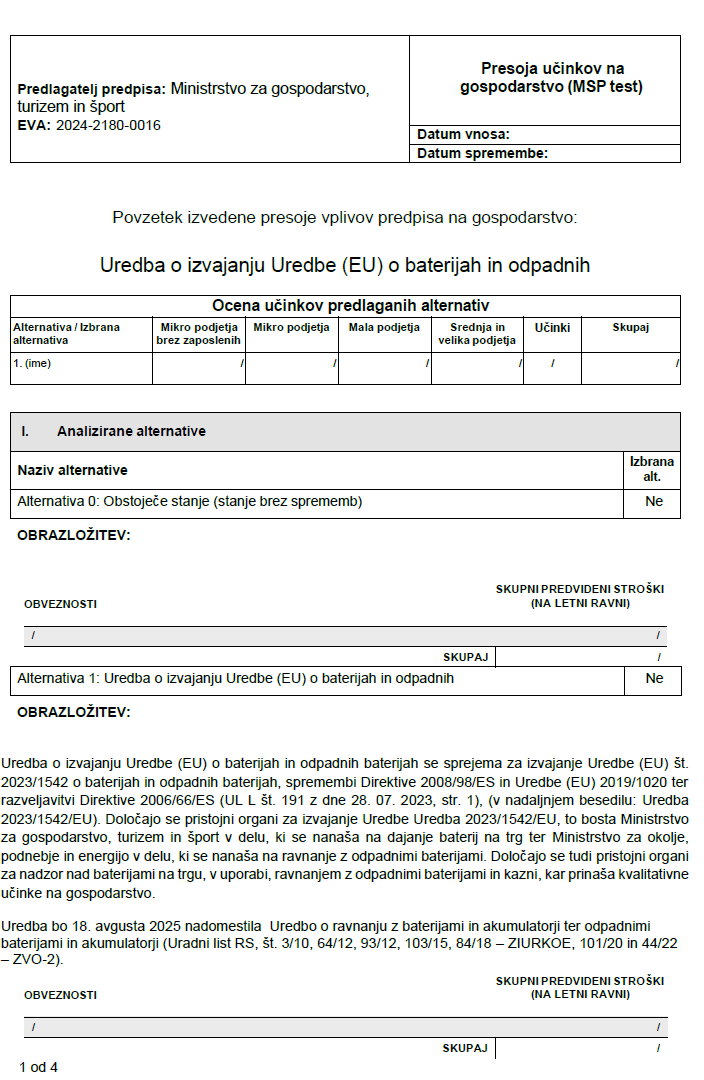 Predlagatelj predpisa: Ministrstvo za gospodarstvo,
turizem in šport
EVA: 2024-2180-0016
Presoja učinkov na
gospodarstvo (MSP test)
Datum vnosa:
Datum spremembe:
Povzetek izvedene presoje vplivov predpisa na gospodarstvo:
Uredba o izvajanju Uredbe (EU) o baterijah in odpadnih
Ocena učinkov predlaganih alternativ
Alternativa / Izbrana
alternativa
Mikro podjetja
brez zaposlenih
Mikro podjetja
Mala podjetja
Srednja in
velika podjetja
Učinki
Skupaj
1. (ime) / / / / / /
I. Analizirane alternative
Naziv alternative
Izbrana
alt.
Alternativa 0: Obstoječe stanje (stanje brez sprememb) Ne
OBRAZLOŽITEV:
OBVEZNOSTI
SKUPNI PREDVIDENI STROŠKI
(NA LETNI RAVNI)
/ /
SKUPAJ /
Alternativa 1: Uredba o izvajanju Uredbe (EU) o baterijah in odpadnih Ne
OBRAZLOŽITEV:
Uredba o izvajanju Uredbe (EU) o baterijah in odpadnih baterijah se sprejema za izvajanje Uredbe (EU) št.
2023/1542 o baterijah in odpadnih baterijah, spremembi Direktive 2008/98/ES in Uredbe (EU) 2019/1020 ter
razveljavitvi Direktive 2006/66/ES (UL L št. 191 z dne 28. 07. 2023, str. 1), (v nadaljnjem besedilu: Uredba
2023/1542/EU). Določajo se pristojni organi za izvajanje Uredbe Uredba 2023/1542/EU, to bosta Ministrstvo
za gospodarstvo, turizem in šport v delu, ki se nanaša na dajanje baterij na trg ter Ministrstvo za okolje,
podnebje in energijo v delu, ki se nanaša na ravnanje z odpadnimi baterijami. Določajo se tudi pristojni organi
za nadzor nad baterijami na trgu, v uporabi, ravnanjem z odpadnimi baterijami in kazni, kar prinaša kvalitativne
učinke na gospodarstvo.
Uredba bo 18. avgusta 2025 nadomestila Uredbo o ravnanju z baterijami in akumulatorji ter odpadnimi
baterijami in akumulatorji (Uradni list RS, št. 3/10, 64/12, 93/12, 103/15, 84/18 – ZIURKOE, 101/20 in 44/22
– ZVO-2).
OBVEZNOSTI
SKUPNI PREDVIDENI STROŠKI
(NA LETNI RAVNI)
/ /
SKUPAJ /
1 od 4